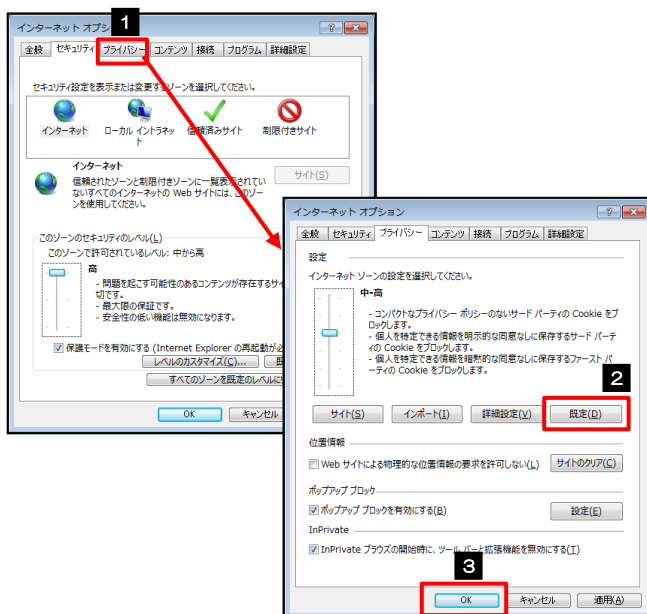 1
インターネット オプシ
全般 セキュリティ プライバシー コンテンツ 接続 プログラム 詳細設定
セキュリティ設定を表示または変更するゾーンを選択してください。
インターネット ローカル イントラネット 信頼済みサイト 制限付きサイト
インターネット
信頼されたゾーンと制限付きゾーンに一覧表示されてい
ないすべてのインターネットの Web サイトには、このゾー
ンを使用してください。
サイト(S)
このゾーンのセキュリティのレベル(L)
このゾーンで許可されているレベル: 中から高
高
- 問題を起こす可能性のあるコンテンツが存在するサイ
切です。
- 最大限の保証です。
- 安全性の低い機能は無効になります。
保護モードを有効にする (Internet Explorer の再起動が必
レベルのカスタマイズ(C)... 既
すべてのゾーンを既定のレベルに
OK キャンセル
インターネット オプション
全般 セキュリティ プライバシー コンテンツ 接続 プログラム 詳細設定
設定
インターネット ゾーンの設定を選択してください。
中-高
- コンパクトなプライバシー ポリシーのないサード パーティの Cookie をブ
ロックします。
- 個人を特定できる情報を明示的な同意なしに保存するサード パーテ
ィの Cookie をブロックします。
- 個人を特定できる情報を暗黙的な同意なしに保存するファースト パ
ーティの Cookie をブロックします。
2
サイト(S) インポート(I) 詳細設定(V) 既定(D)
位置情報
Web サイトによる物理的な位置情報の要求を許可しない(L) サイトのクリア(C)
ポップアップ ブロック
ポップアップ ブロックを有効にする(B) 設定(E)
InPrivate
InPrivate ブラウズの開始時に、ツール バーと拡張機能を無効にする(T)
3
OK キャンセル 適用(A)